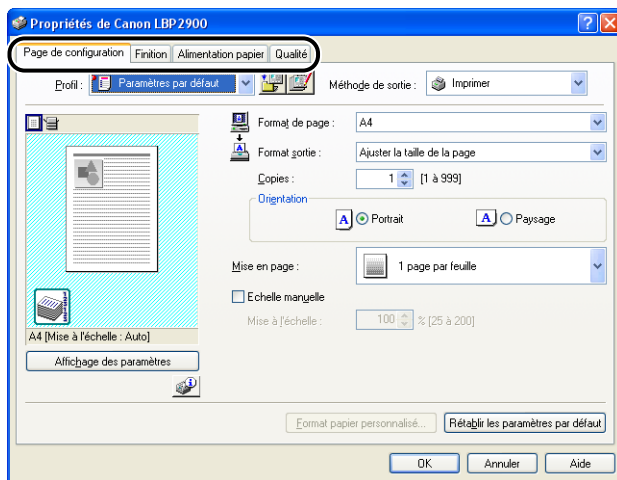 Propriétés de Canon LBP2900
Page de configuration Finition Alimentation papier Qualité
Profil : Paramètres par défaut Méthode de sortie : Imprimer
Format de page : A4
Format sortie : Ajuster la taille de la page
Copies : 1 [1 à 999]
Orientation
A Portrait A Paysage
Mise en page : 1 page par feuille
Echelle manuelle
Mise à l'échelle : 100 % [25 à 200]
A4 [Mise à l'échelle : Auto]
Affichage des paramètres
Format papier personnalisé... Rétablir les paramètres par défaut
OK Annuler Aide